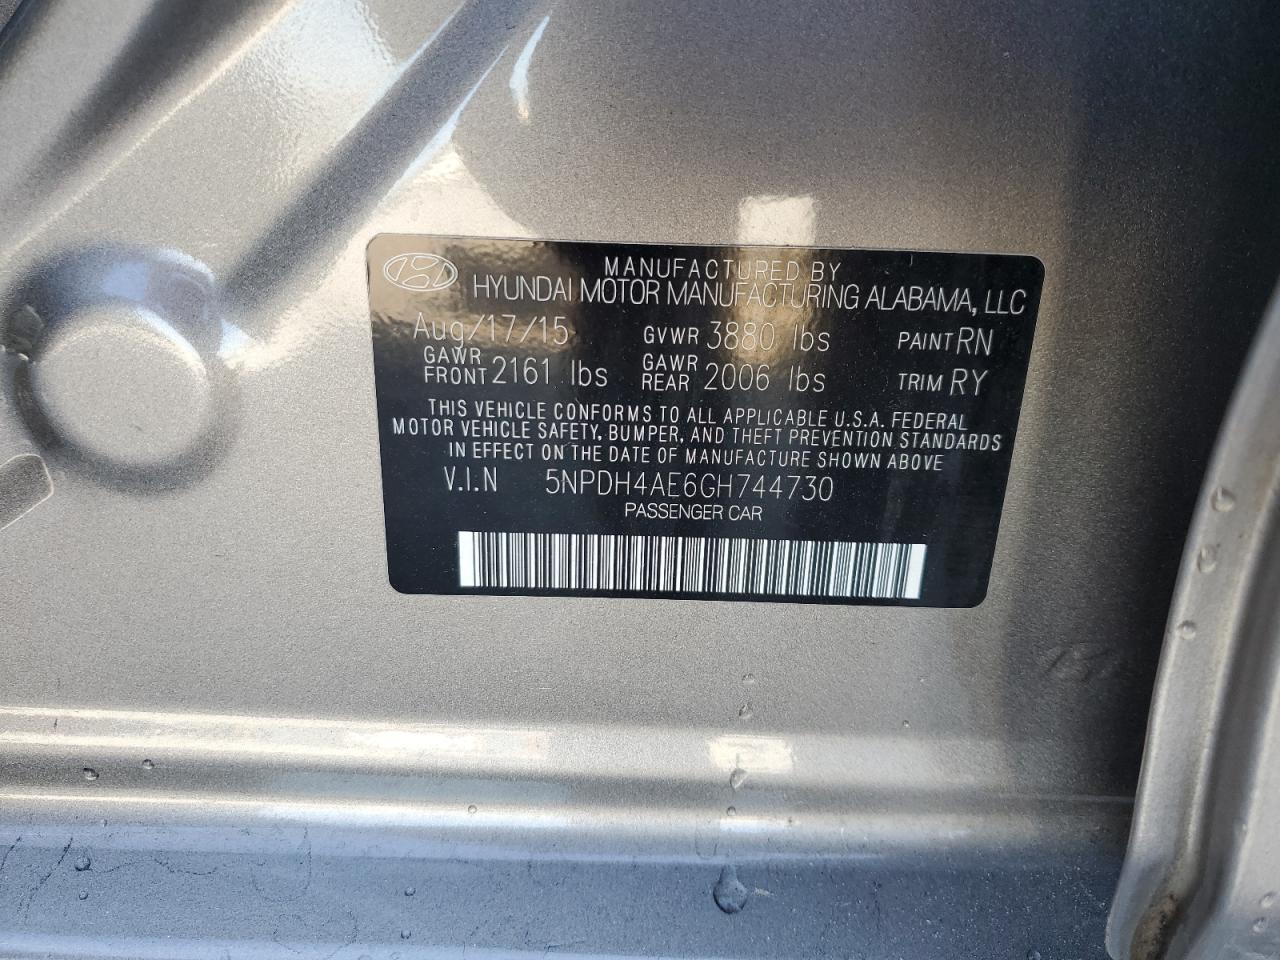 MANUFACTURED BY
HYUNDAI MOTOR MANUFACTURING ALABAMA, LLC
Aug/17/15 GVWR 3880 lbs PAINT RN
GAWR FRONT 2161 lbs GAWR REAR 2006 lbs TRIM RY
THIS VEHICLE CONFORMS TO ALL APPLICABLE U.S.A. FEDERAL
MOTOR VEHICLE SAFETY, BUMPER, AND THEFT PREVENTION STANDARDS
IN EFFECT ON THE DATE OF MANUFACTURE SHOWN ABOVE
V.I.N 5NPDH4AE6GH744730
PASSENGER CAR